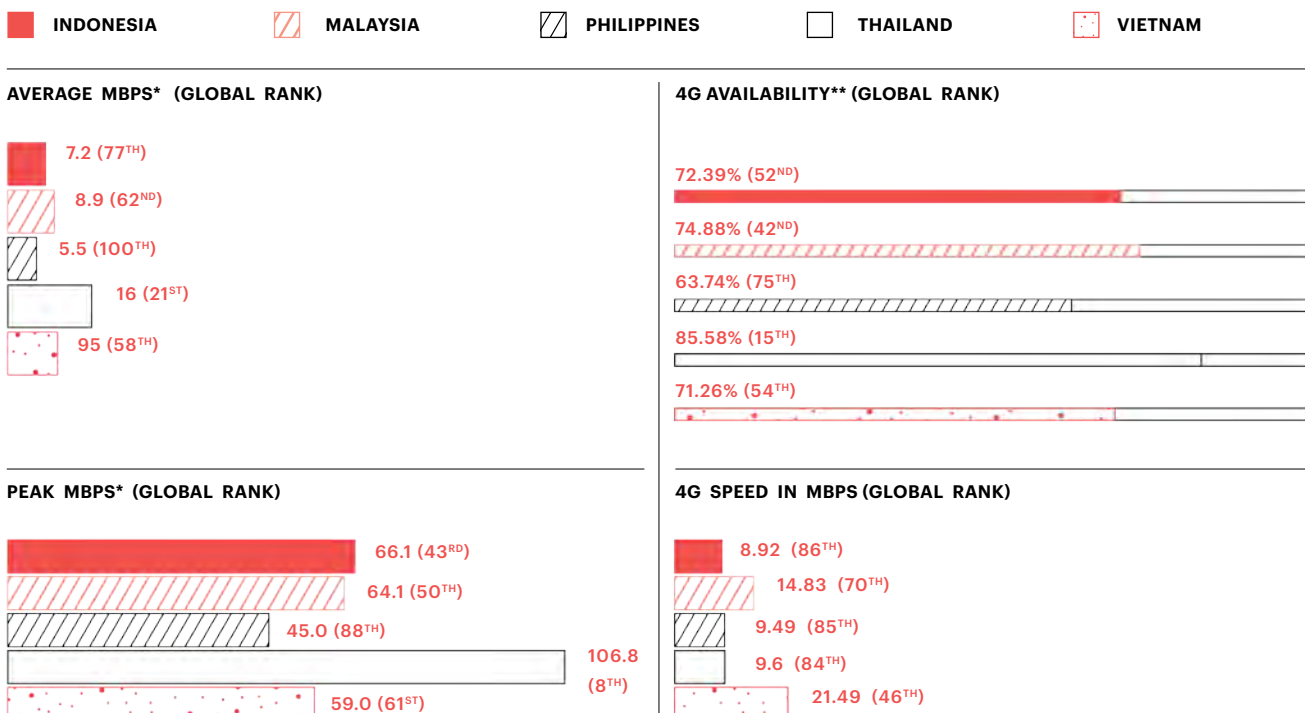 INDONESIA
MALAYSIA
PHILIPPINES
THAILAND
VIETNAM
AVERAGE MBPS* (GLOBAL RANK)
7.2 (77TH)
8.9 (62ND)
5.5 (100TH)
16 (21ST)
95 (58TH)
4G AVAILABILITY** (GLOBAL RANK)
72.39% (52ND)
74.88% (42ND)
63.74% (75TH)
85.58% (15TH)
71.26% (54TH)
PEAK MBPS* (GLOBAL RANK)
66.1 (43RD)
64.1 (50TH)
45.0 (88TH)
106.8
(8TH)
59.0 (61ST)
4G SPEED IN MBPS (GLOBAL RANK)
8.92 (86TH)
14.83 (70TH)
9.49 (85TH)
9.6 (84TH)
21.49 (46TH)